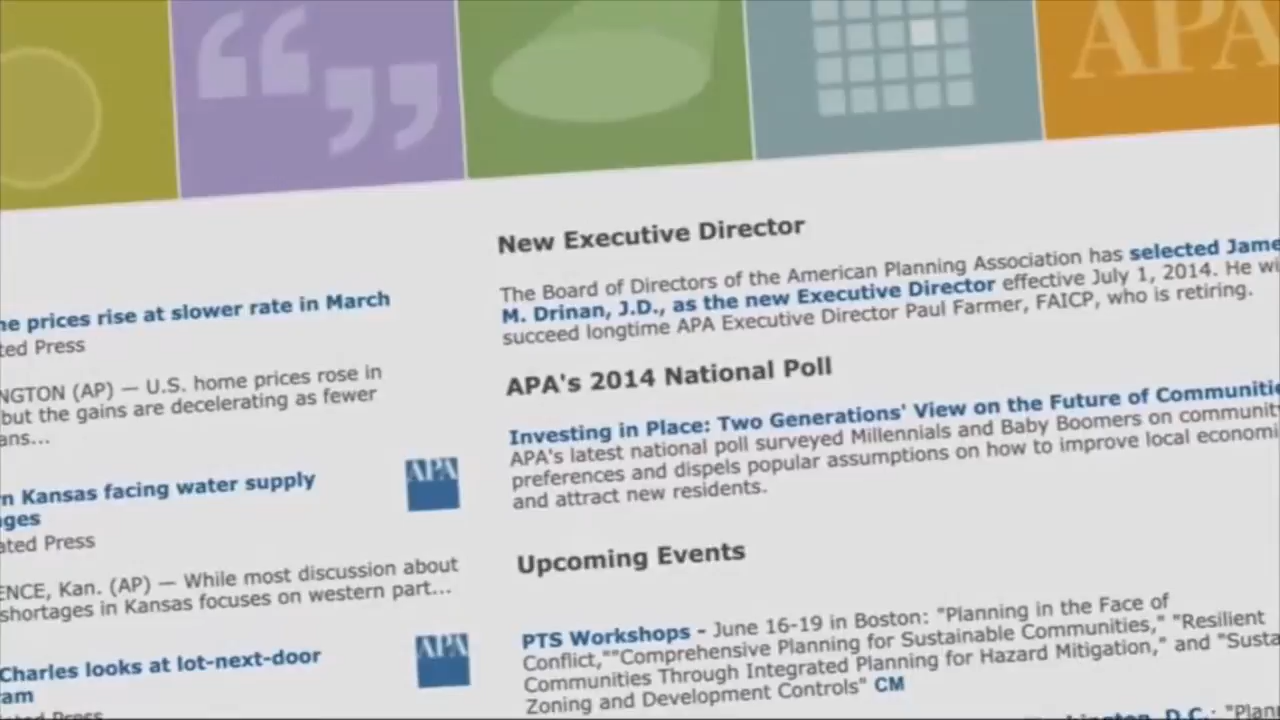 APA
he prices rise at slower rate in March
ted Press
NGTON (AP) — U.S. home prices rise in
but the gains are decelerating as fewer
ans...
n Kansas facing water supply
ges
ated Press
ENCE, Kan. (AP) — While most discussion about
shortages in Kansas focuses on western part...
Charles looks at lot-next-door
am
Press
APA
APA
New Executive Director
The Board of Directors of the American Planning Association has selected Jame
M. Drinan, J.D., as the new Executive Director effective July 1, 2014. He wi
succeed longtime APA Executive Director Paul Farmer, FAICP, who is retiring.
APA's 2014 National Poll
Investing in Place: Two Generations' View on the Future of Communitie
APA's latest national poll surveyed Millennials and Baby Boomers on communit
preferences and dispels popular assumptions on how to improve local economi
and attract new residents.
Upcoming Events
PTS Workshops - June 16-19 in Boston: "Planning in the Face of
Conflict,""Comprehensive Planning for Sustainable Communities," "Resilient
Communities Through Integrated Planning for Hazard Mitigation," and "Susta
Zoning and Development Controls" CM
D.C.: "Plan